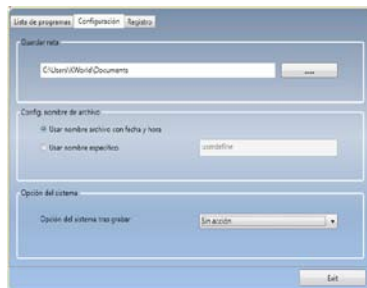 Lista de programas Configuración Registro
Guardar ruta
C:\Users\KWorld\Documents ....
Config. nombre de archivo
Usar nombre archivo con fecha y hora
Usar nombre específico userdefine
Opción del sistema
Opción del sistema tras grabar Sin acción
Exit